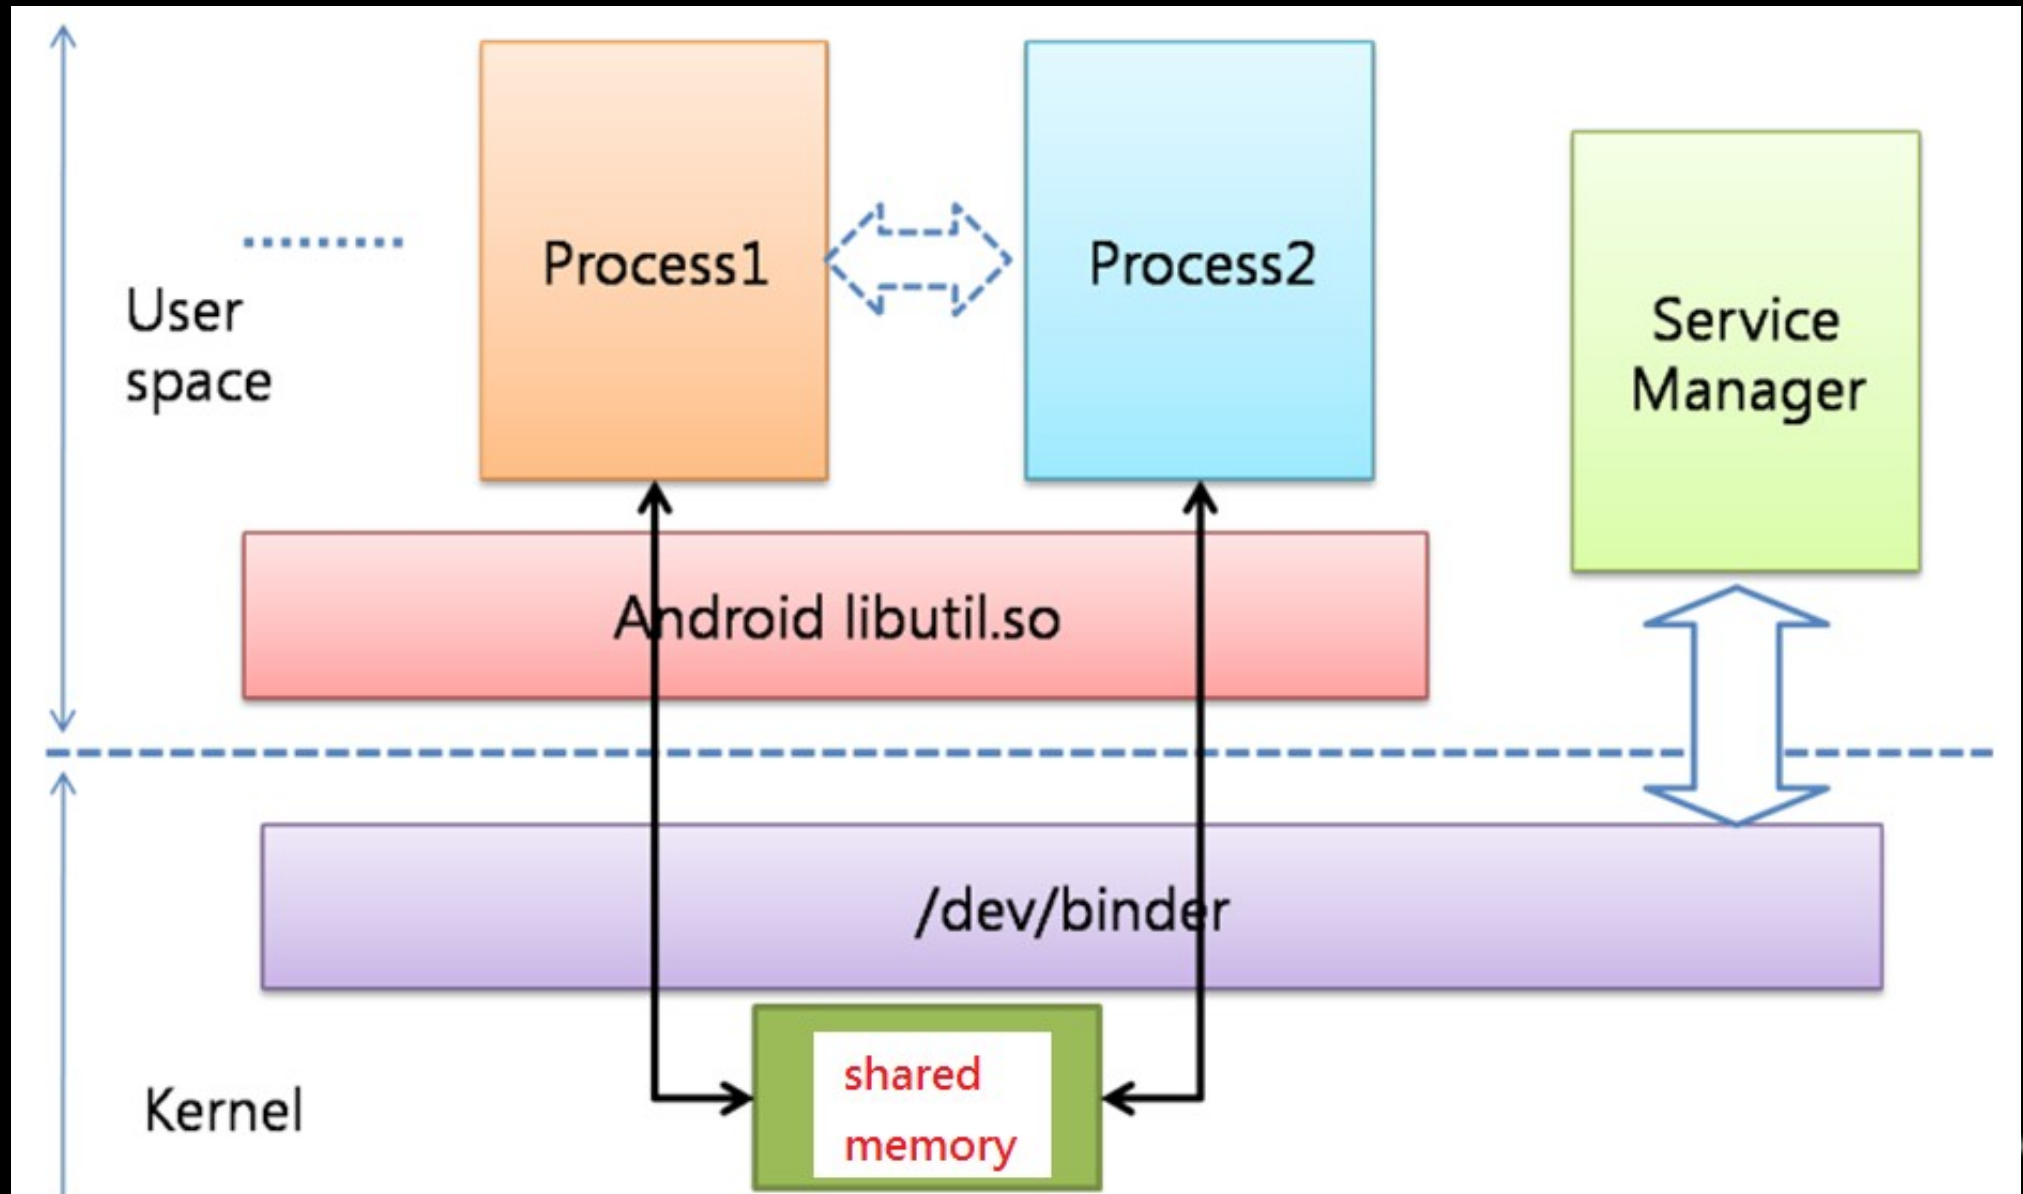 Process1
Process2
User
space
Service
Manager
Android libutil.so
/dev/binder
Kernel
shared
memory